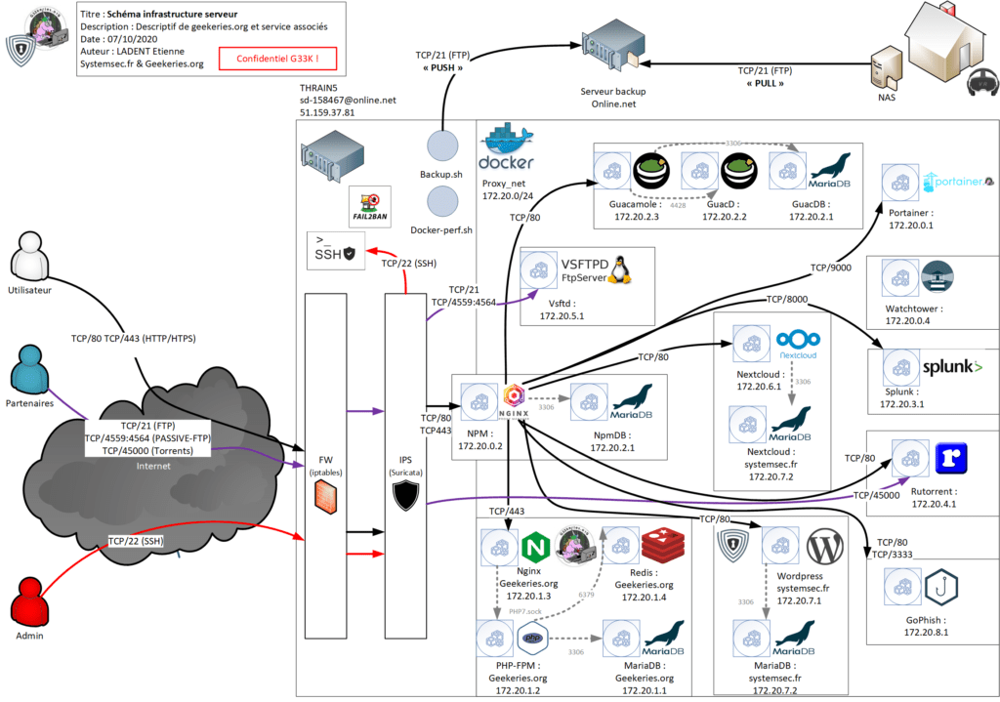 Titre : Schéma infrastructure serveur
Description : Descriptif de geekeries.org et service associés
Date : 07/10/2020
Auteur : LADENT Etienne
Systemsec.fr & Geekeries.org
Confidentiel G33K !
TCP/21 (FTP)
« PUSH »
Serveur backup
Online.net
TCP/21 (FTP)
« PULL »
NAS
THRAIN5
sd-158467@online.net
51.159.37.81
Backup.sh
Docker-perf.sh
FAIL2BAN
>_
SSH
TCP/22 (SSH)
docker
Proxy_net
172.20.0/24
TCP/80
3306
4428
MariaDB
Guacamole :
172.20.2.3
GuacD :
172.20.2.2
GuacDB :
172.20.2.1
portainer.io
Portainer :
172.20.0.1
TCP/9000
Watchtower :
172.20.0.4
TCP/8000
splunk>
Splunk :
172.20.3.1
TCP/21
TCP/4559:4564
VSFTPD
FtpServer
Vsftd :
172.20.5.1
TCP/80
Nextcloud
Nextcloud :
172.20.6.1
3306
MariaDB
Nextcloud :
systemsec.fr
172.20.7.2
Utilisateur
TCP/80 TCP/443 (HTTP/HTPS)
Partenaires
TCP/21 (FTP)
TCP/4559:4564 (PASSIVE-FTP)
TCP/45000 (Torrents)
Internet
TCP/22 (SSH)
Admin
FW
(iptables)
IPS
(Suricata)
TCP/80
TCP443
NGINX
NPM :
172.20.0.2
3306
MariaDB
NpmDB :
172.20.2.1
TCP/80
TCP/45000
Rutorrent :
172.20.4.1
TCP/443
Nginx
Geekeries.org
172.20.1.3
GEEKERIES.ORG
Redis :
Geekeries.org
172.20.1.4
6379
PHP7.sock
php
3306
MariaDB
PHP-FPM :
Geekeries.org
172.20.1.2
MariaDB :
Geekeries.org
172.20.1.1
TCP/80
Wordpress
systemsec.fr
172.20.7.1
3306
MariaDB
MariaDB :
systemsec.fr
172.20.7.2
TCP/80
TCP/3333
GoPhish :
172.20.8.1